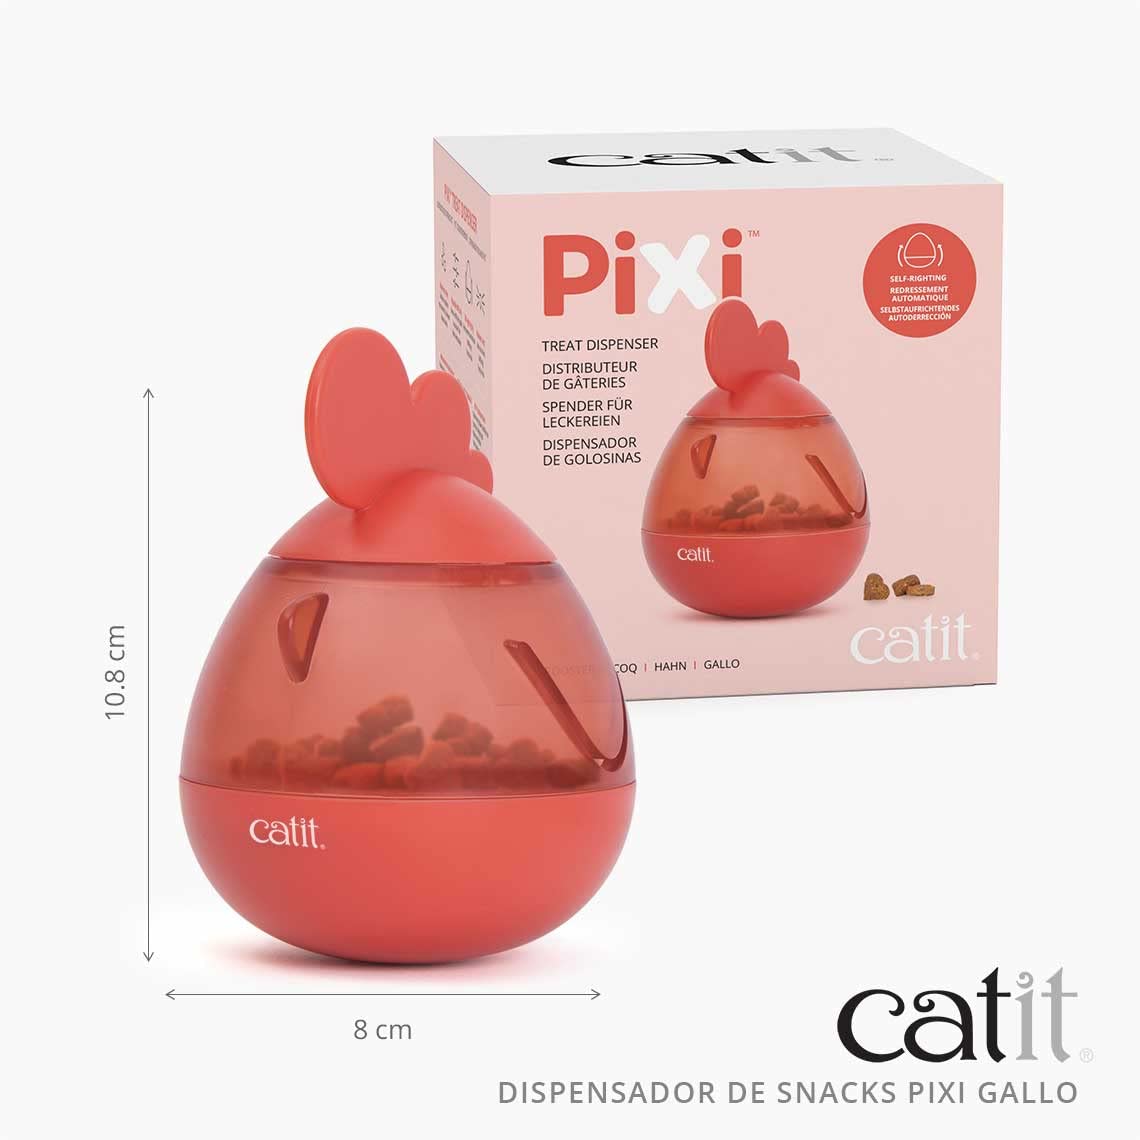 catit
PiXi™
SELF-RIGHTING
REDRESSEMENT
AUTOMATIQUE
SELBSTAUFRICHTENDES
AUTODERRECCIÓN
TREAT DISPENSER
DISTRIBUTEUR
DE GÂTERIES
SPENDER FÜR
LECKEREIEN
DISPENSADOR
DE GOLOSINAS
catit®
catit®
COQ | HAHN | GALLO
10.8 cm
catit®
8 cm
catit®
DISPENSADOR DE SNACKS PIXI GALLO